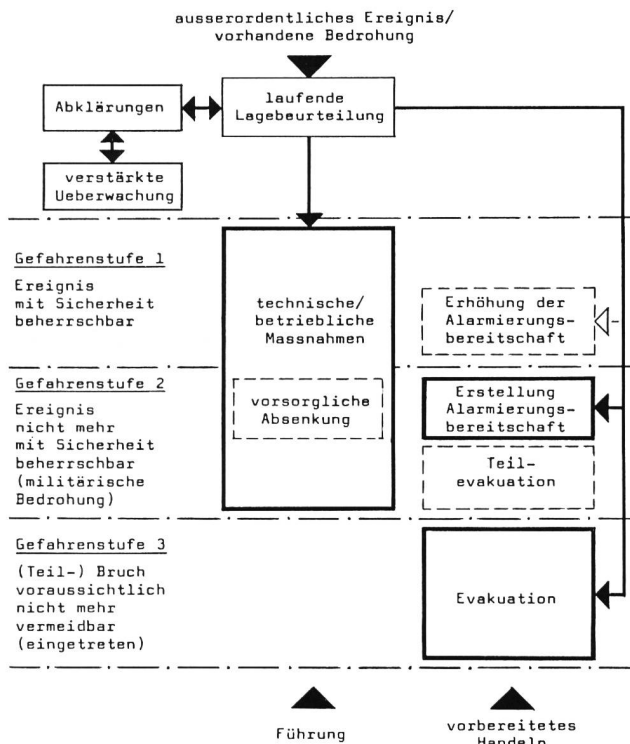 ausserordentliches Ereignis/
vorhandene Bedrohung
Abklärungen
laufende
Lagebeurteilung
verstärkte
Ueberwachung
Gefahrenstufe 1
Ereignis
mit Sicherheit
beherrschbar
technische/
betriebliche
Massnahmen
Erhöhung der
Alarmierungs-
bereitschaft
Gefahrenstufe 2
Ereignis
nicht mehr
mit Sicherheit
beherrschbar
(militärische
Bedrohung)
vorsorgliche
Absenkung
Erstellung
Alarmierungs-
bereitschaft
Teil-
evakuation
Gefahrenstufe 3
(Teil-) Bruch
voraussichtlich
nicht mehr
vermeidbar
(eingetreten)
Evakuation
Führung
vorbereitetes
Handeln